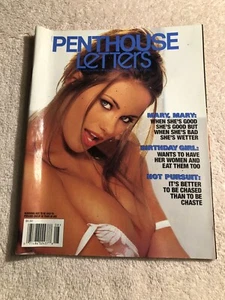 PENTHOUSE
Letters
MARY, MARY:
WHEN SHE'S GOOD
SHE'S GOOD BUT
WHEN SHE'S BAD
SHE'S WETTER
BIRTHDAY GIRL:
WANTS TO HAVE
HER WOMEN AND
EAT THEM TOO
HOT PURSUIT:
IT'S BETTER
TO BE CHASED
THAN TO BE
CHASTE